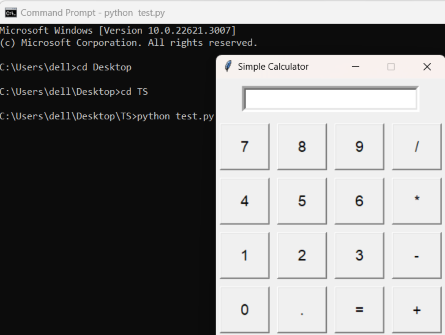 Command Prompt - python  test.py
Microsoft Windows [Version 10.0.22621.3007]
(c) Microsoft Corporation. All rights reserved.
C:\Users\dell>cd Desktop
C:\Users\dell\Desktop>cd TS
C:\Users\dell\Desktop\TS>python test.py
Simple Calculator
7 8 9 /
4 5 6 *
1 2 3 -
0 . = +